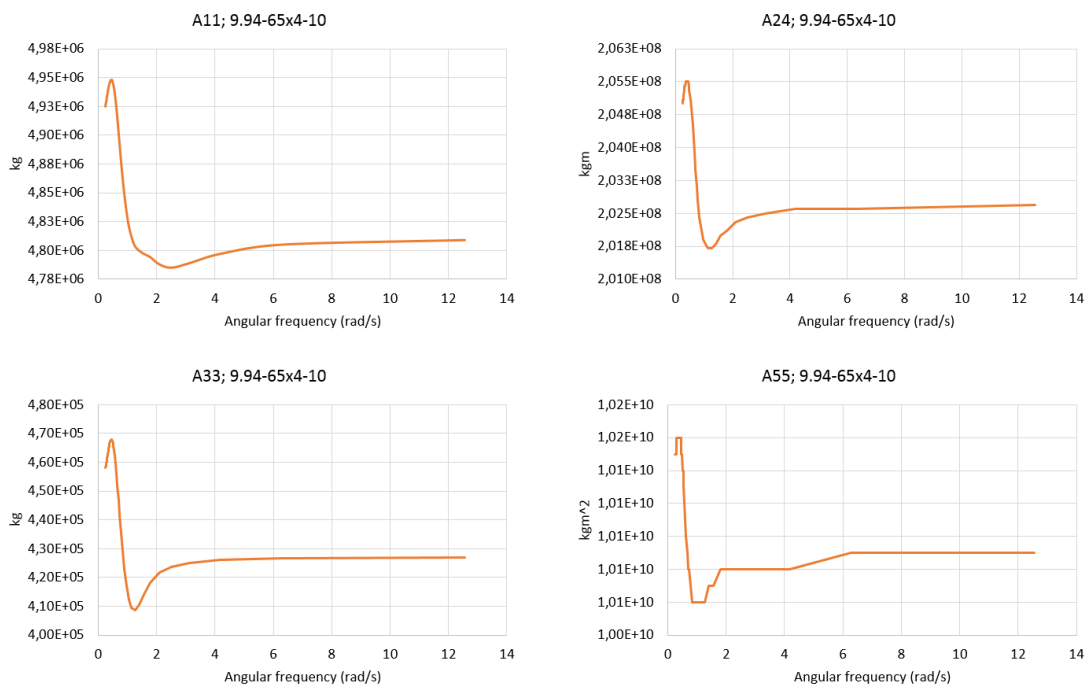 A11; 9.94-65x4-10
4,98E+06
4,95E+06
4,93E+06
4,90E+06
4,88E+06
4,85E+06
4,83E+06
4,80E+06
4,78E+06
kg
0 2 4 6 8 10 12 14
Angular frequency (rad/s)
A24; 9.94-65x4-10
2,063E+08
2,055E+08
2,048E+08
2,040E+08
2,033E+08
2,025E+08
2,018E+08
2,010E+08
kgm
0 2 4 6 8 10 12 14
Angular frequency (rad/s)
A33; 9.94-65x4-10
4,80E+05
4,70E+05
4,60E+05
4,50E+05
4,40E+05
4,30E+05
4,20E+05
4,10E+05
4,00E+05
kg
0 2 4 6 8 10 12 14
Angular frequency (rad/s)
A55; 9.94-65x4-10
1,02E+10
1,02E+10
1,01E+10
1,01E+10
1,01E+10
1,01E+10
1,01E+10
1,00E+10
kgm^2
0 2 4 6 8 10 12 14
Angular frequency (rad/s)